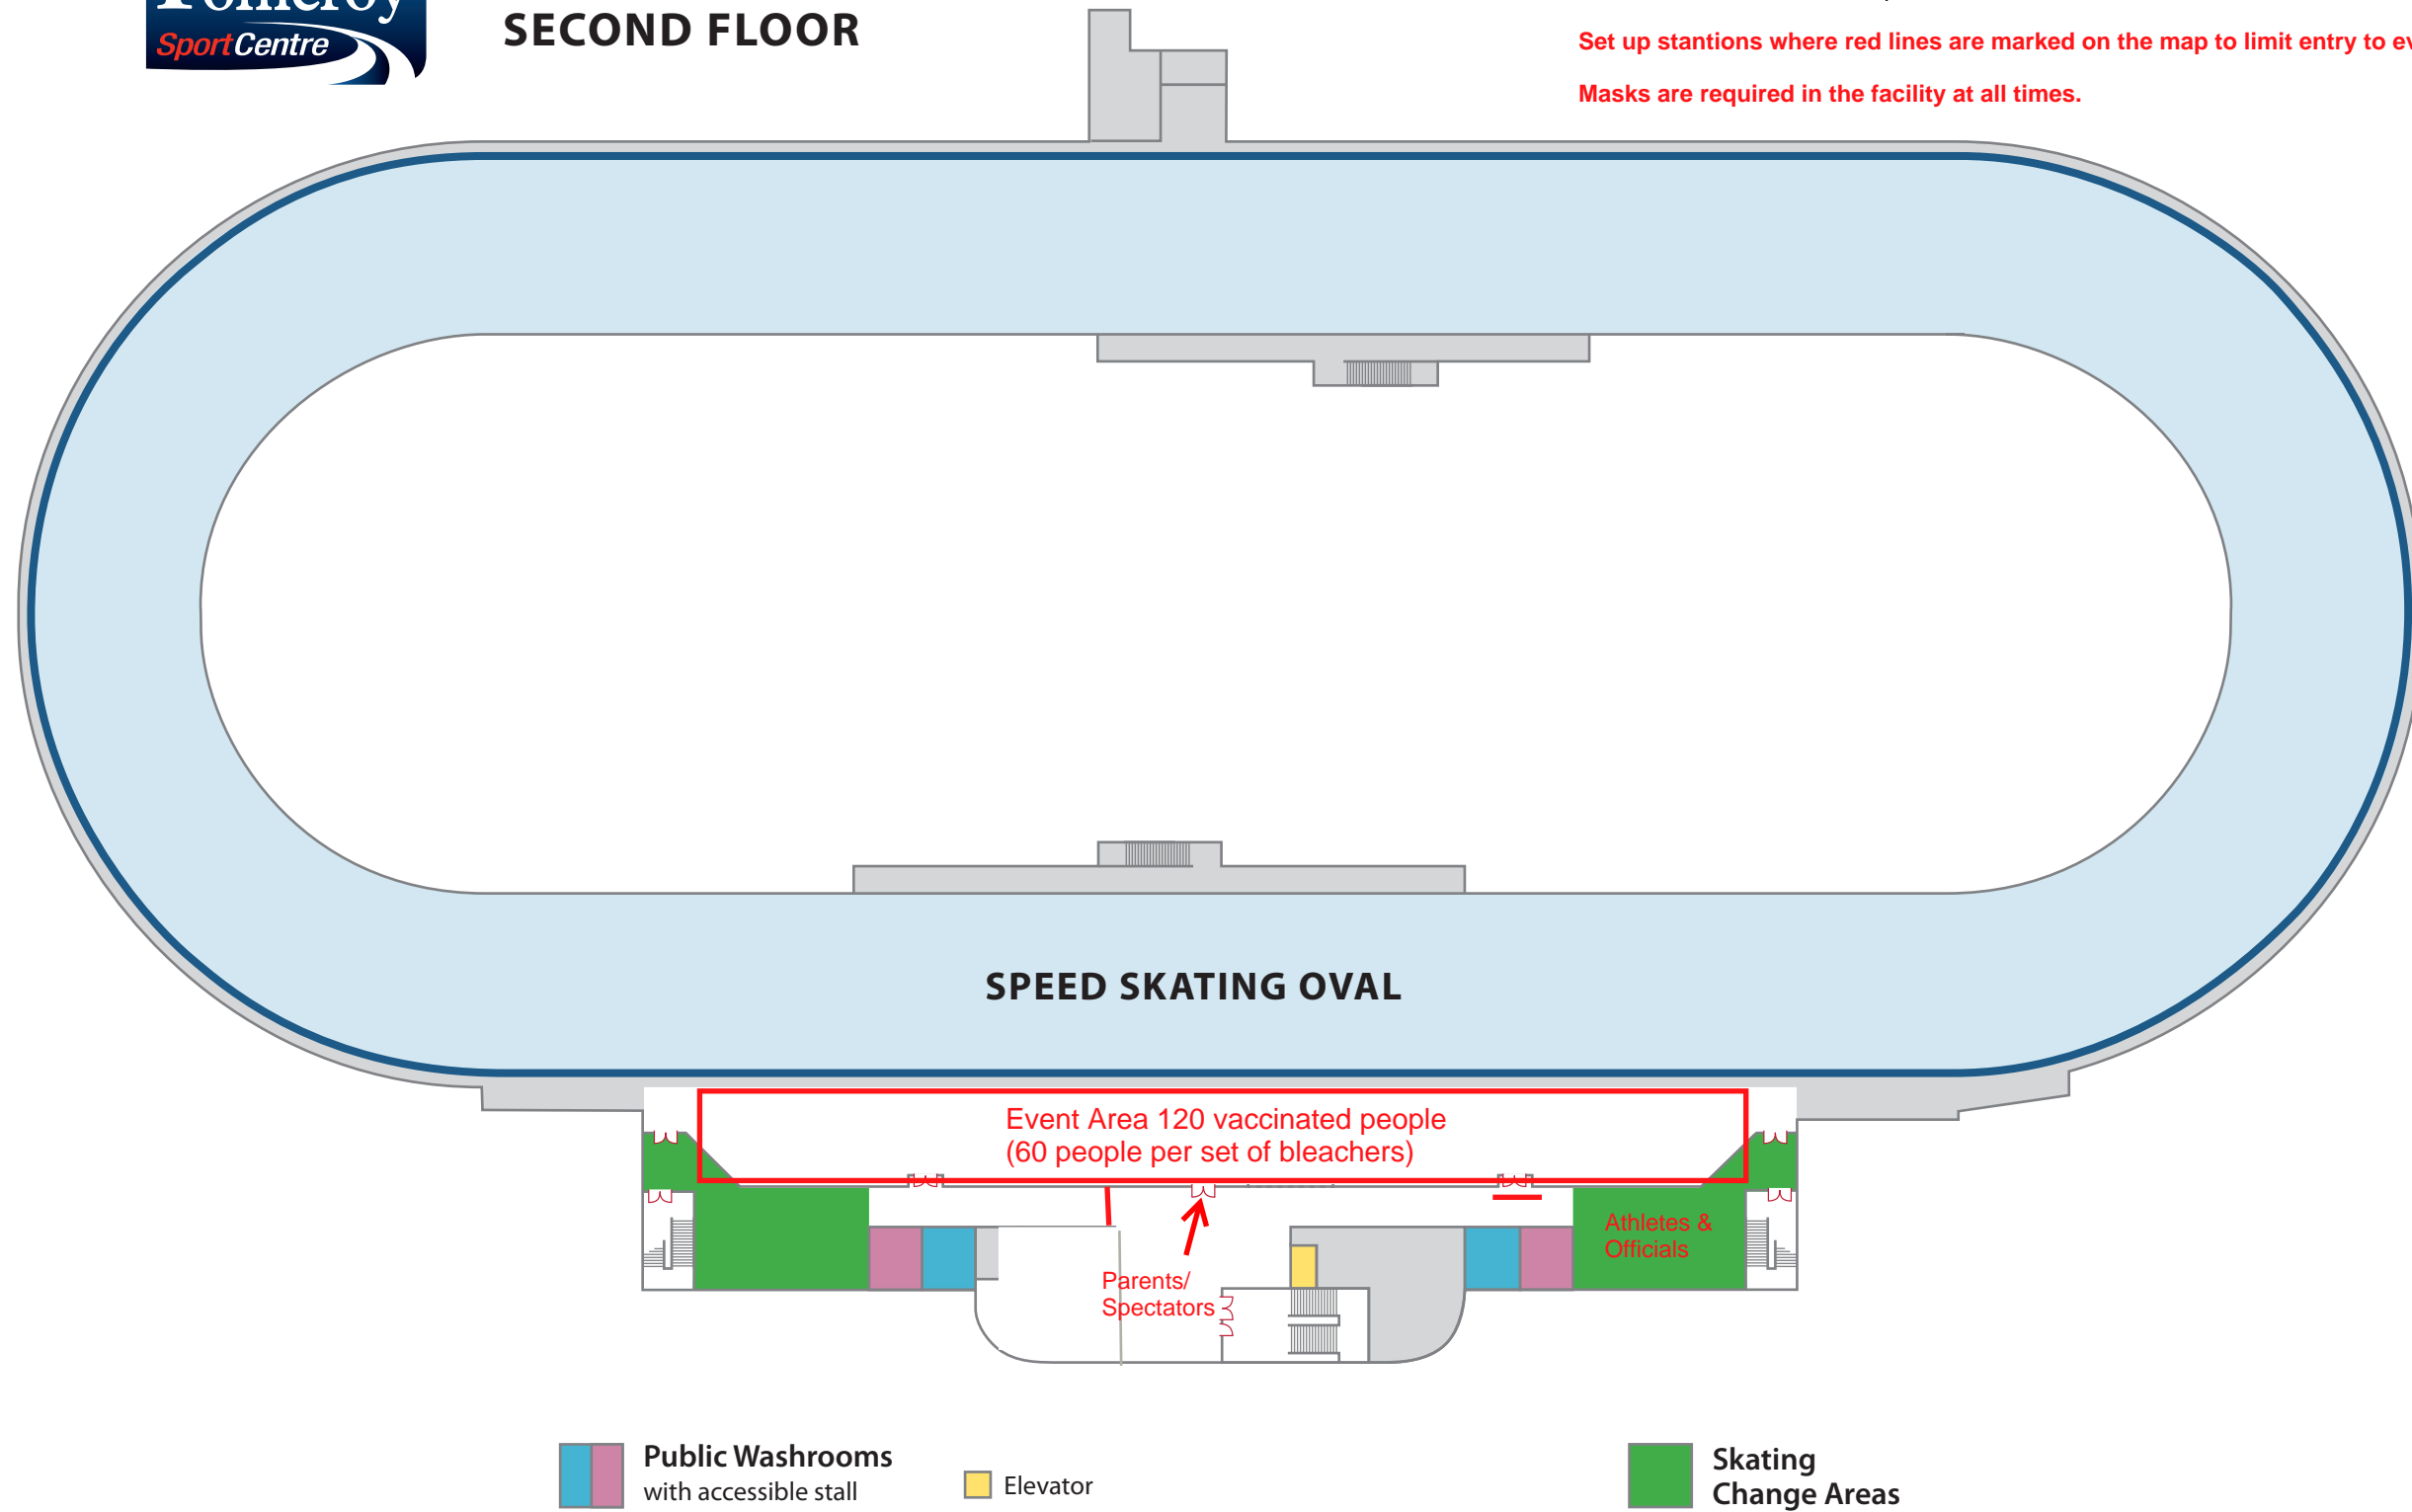 Pomeroy
SportCentre
SECOND FLOOR
Set up stantions where red lines are marked on the map to limit entry to
Masks are required in the facility at all times.
SPEED SKATING OVAL
Event Area 120 vaccinated people
(60 people per set of bleachers)
Athletes &
Officials
Parents/
Spectators
Public Washrooms
with accessible stall
Elevator
Skating
Change Areas